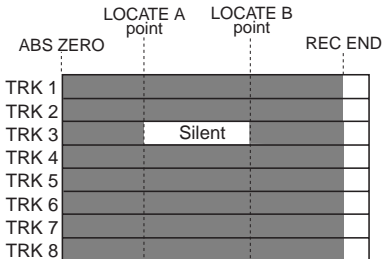 LOCATE A
point
LOCATE B
point
ABS ZERO
REC END
TRK 1
TRK 2
TRK 3
Silent
TRK 4
TRK 5
TRK 6
TRK 7
TRK 8